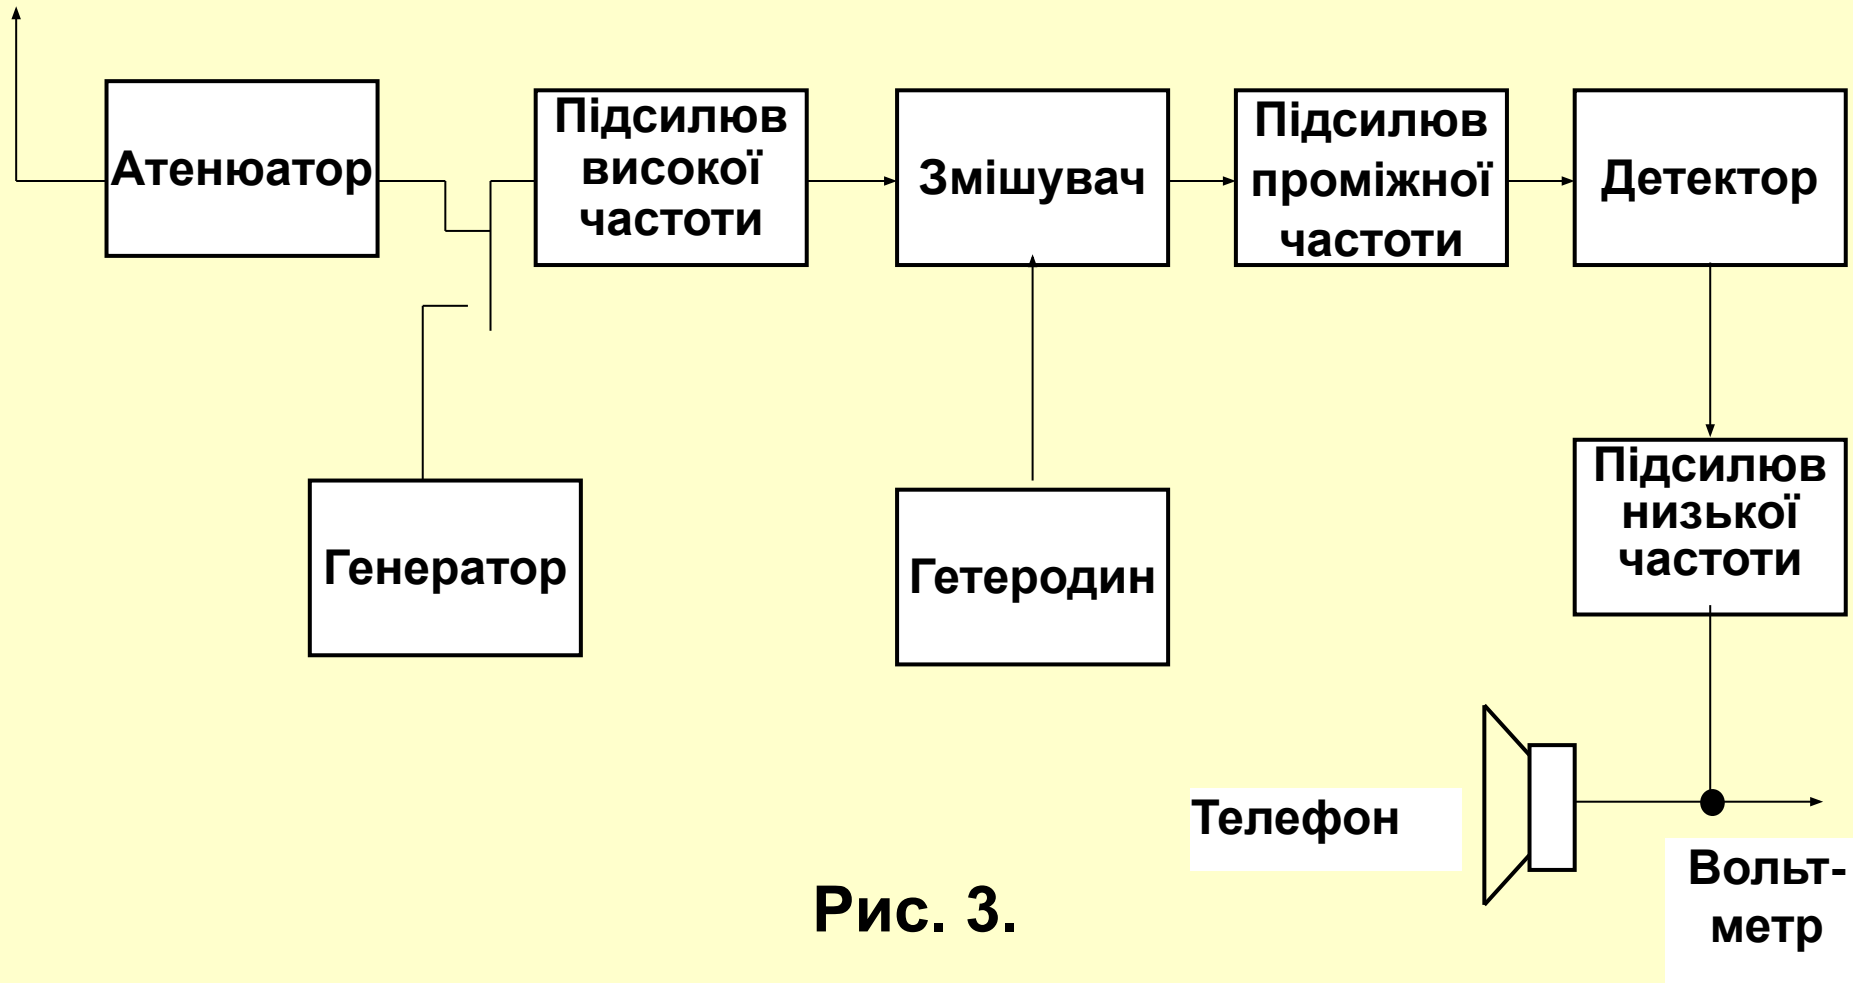 Атенюатор
Підсилюв
високої
частоти
Змішувач
Підсилюв
проміжної
частоти
Детектор
Генератор
Гетеродин
Підсилюв
низької
частоти
Телефон
Вольт-
метр
Рис. 3.